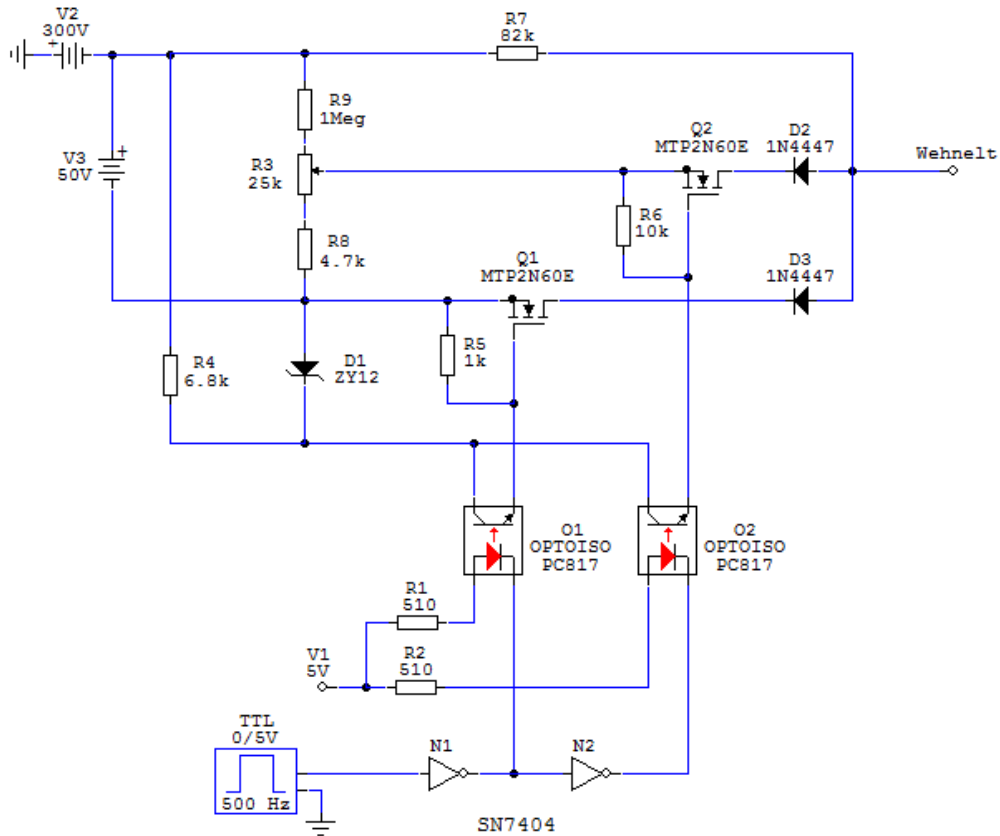 V2
300V
+
R7
82k
R9
1Meg
V3
50V
+
R3
25k
Q2
MTP2N60E
D2
1N4447
Wehnelt
R6
10k
R8
4.7k
Q1
MTP2N60E
D3
1N4447
R4
6.8k
D1
ZY12
R5
1k
O1
OPTOISO
PC817
O2
OPTOISO
PC817
R1
510
V1
5V
R2
510
TTL
0/5V
500 Hz
N1
N2
SN7404